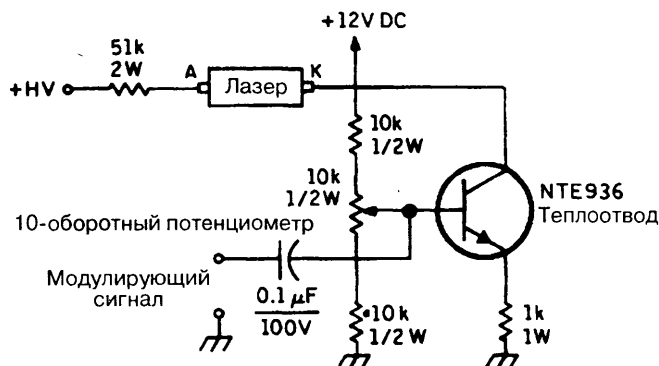 +12V DC
51k
2W
A
Лазер
K
+HV
10k
1/2W
10k
1/2W
NTE936
Теплоотвод
10-оборотный потенциометр
Модулирующий
сигнал
0.1 μF
100V
10k
1/2W
1k
1W